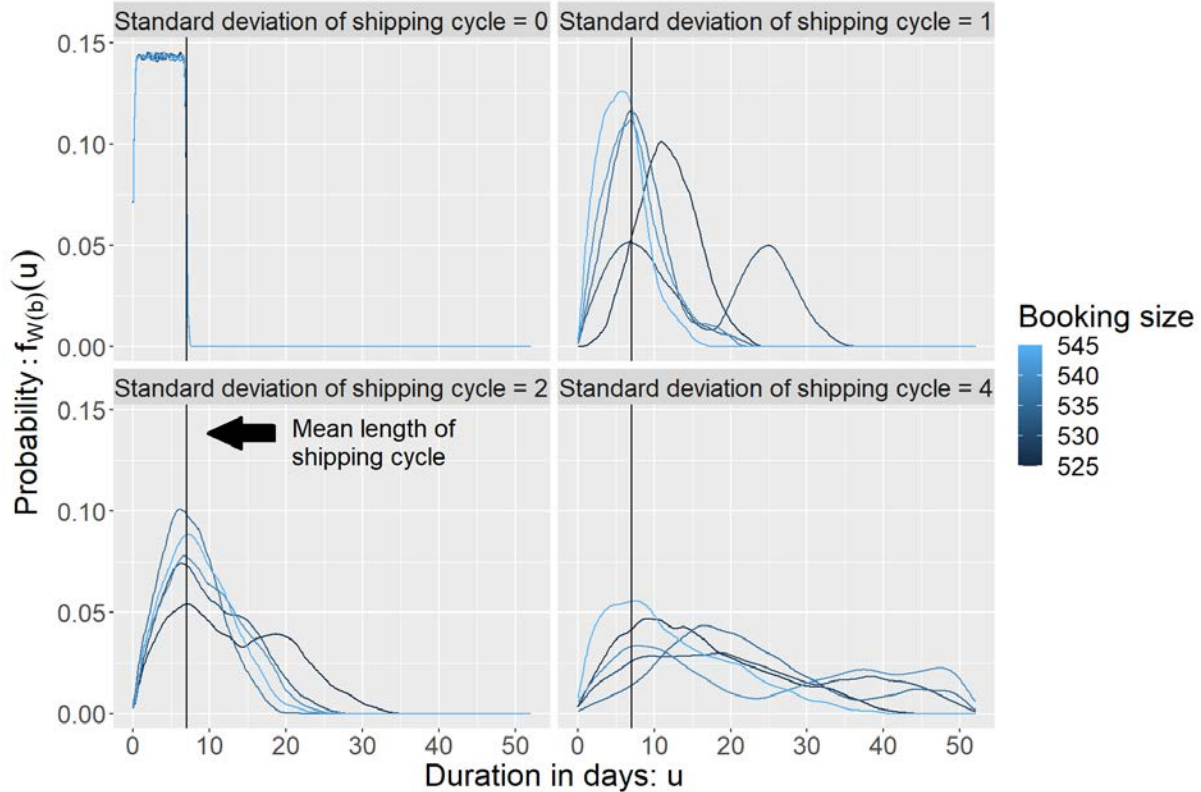 Standard deviation of shipping cycle = 0
Standard deviation of shipping cycle = 1
0.15
0.10
0.05
0.00
Standard deviation of shipping cycle = 2
Standard deviation of shipping cycle = 4
0.15
0.10
0.05
0.00
Mean length of
shipping cycle
0 10 20 30 40 50
0 10 20 30 40 50
Duration in days: u
Probability : fW(b)(u)
Booking size
545
540
535
530
525